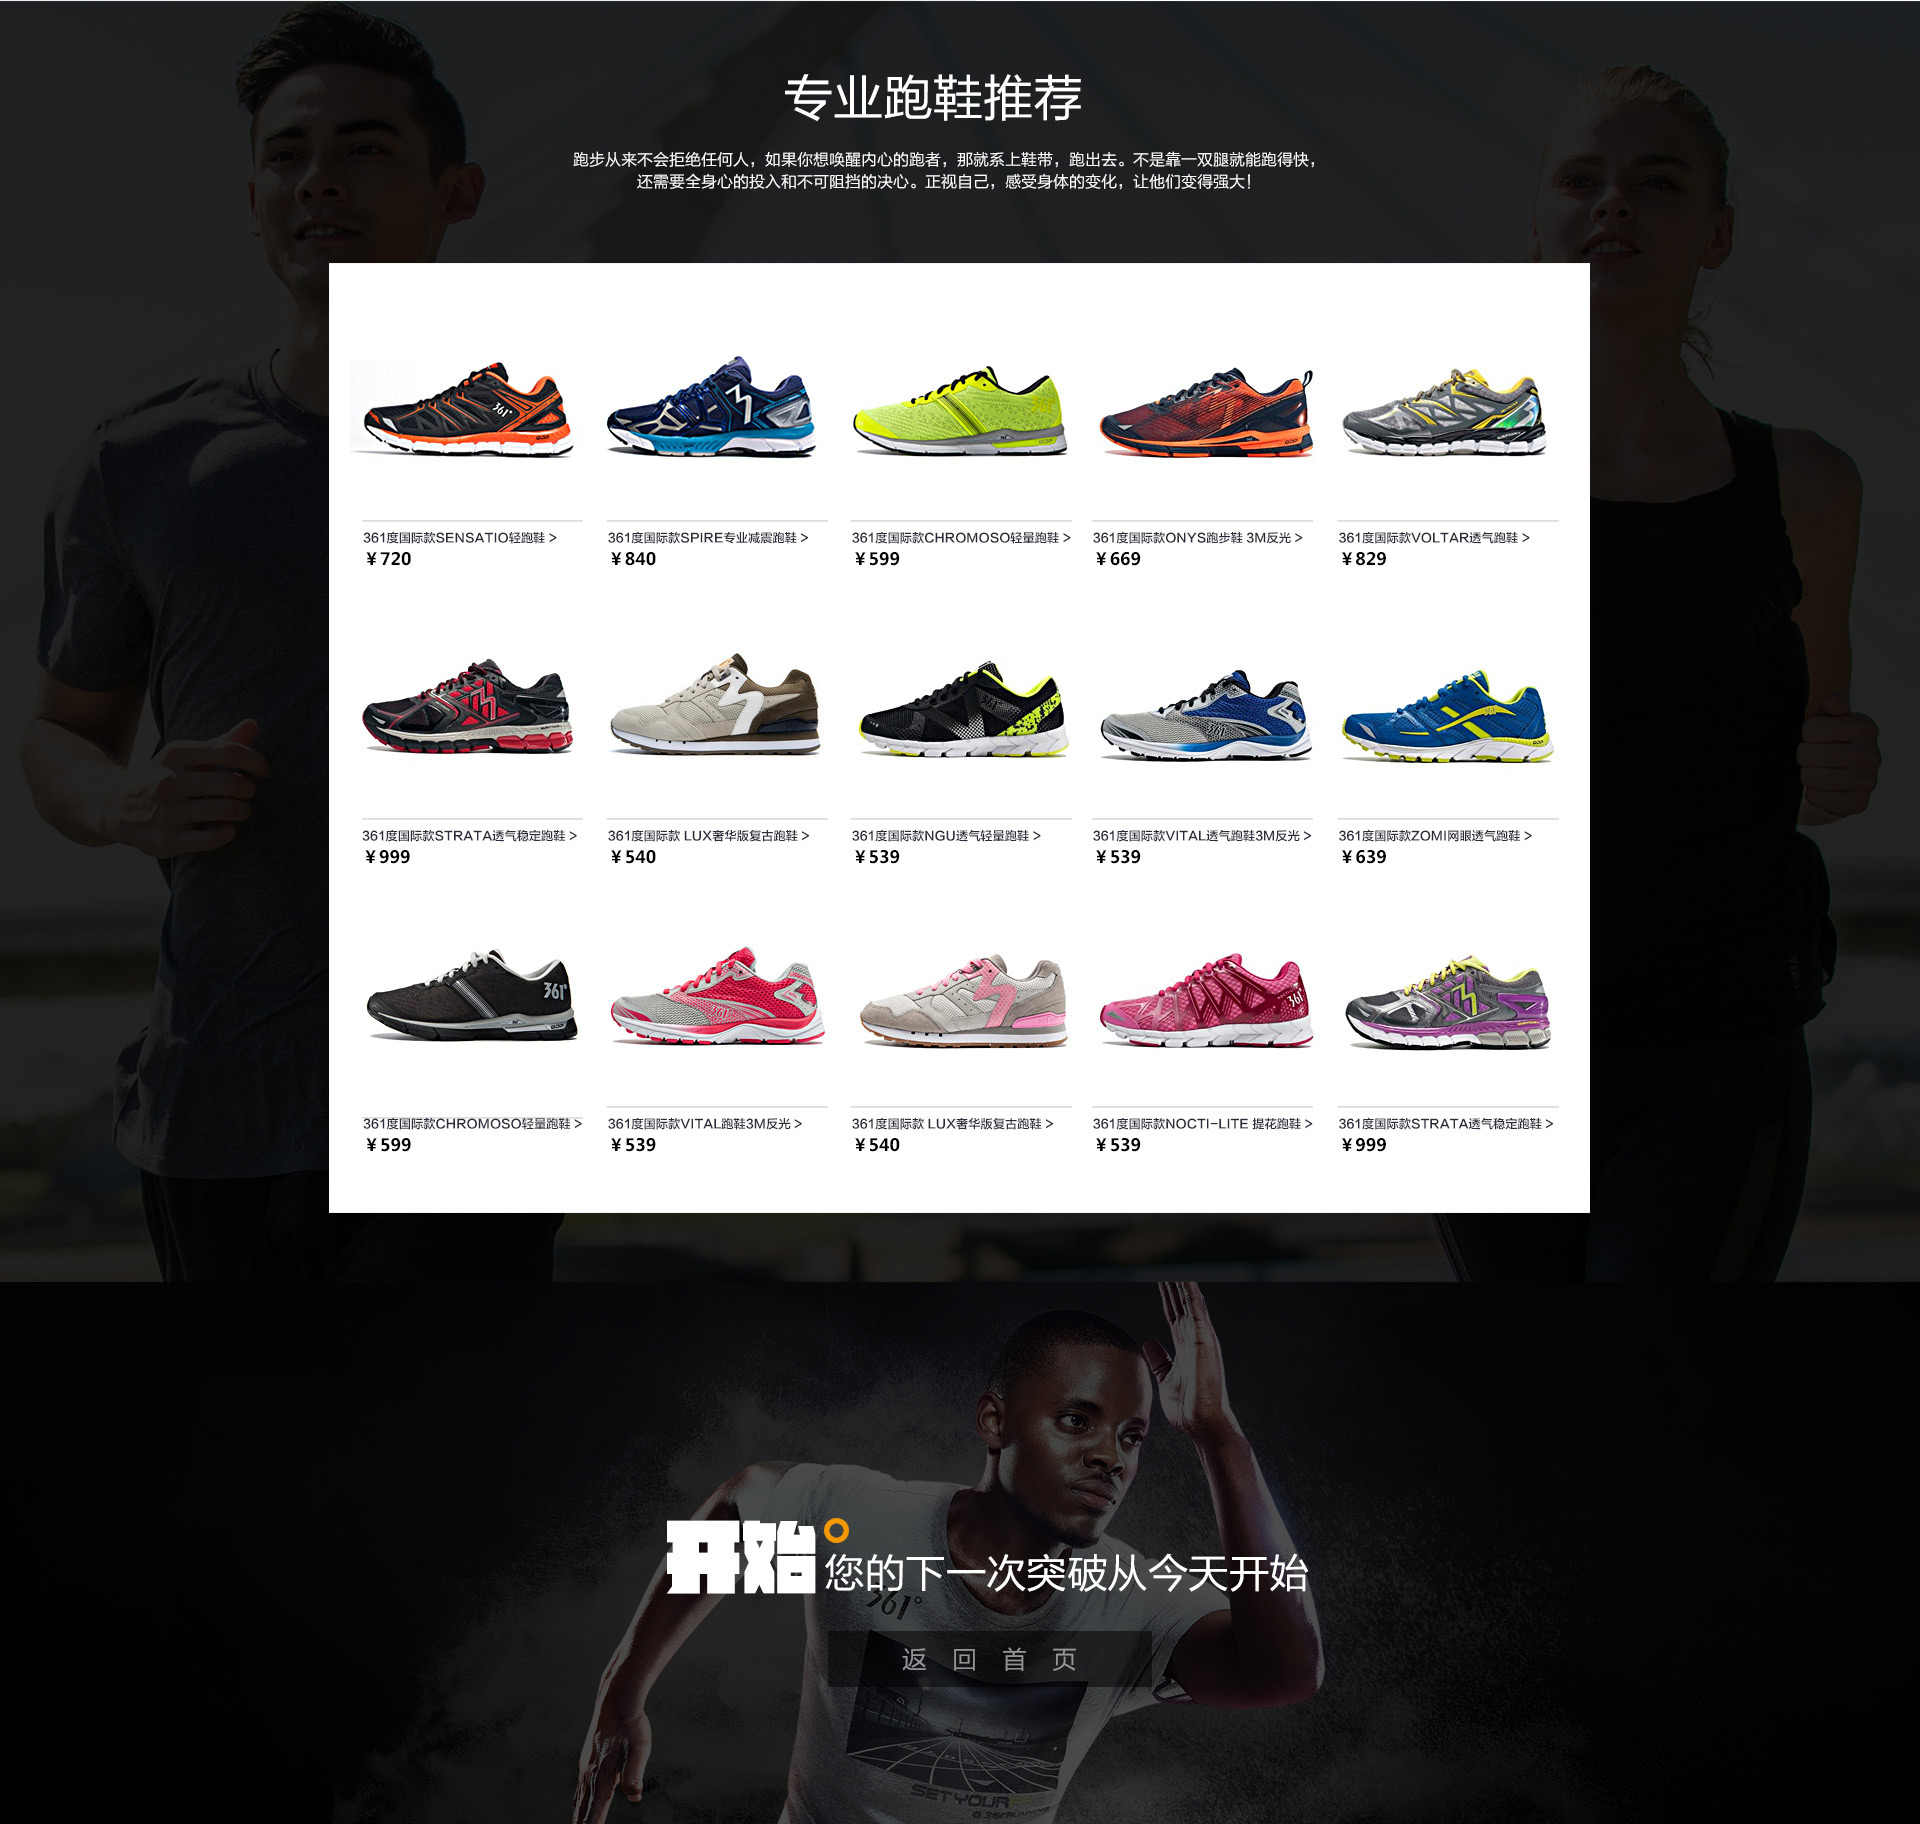 专业跑鞋推荐
跑步从来不会拒绝任何人，如果你想唤醒内心的跑者，那就系上鞋带，跑出去。不是靠一双腿就能跑得快，
还需要全身心的投入和不可阻挡的决心。正视自己，感受身体的变化，让他们变得强大！
361度国际款SENSATIO轻跑鞋 >
￥720
361度国际款SPIRE专业减震跑鞋 >
￥840
361度国际款CHROMOSO轻量跑鞋 >
￥599
361度国际款ONYS跑步鞋 3M反光 >
￥669
361度国际款VOLTAR透气跑鞋 >
￥829
361度国际款STRATA透气稳定跑鞋 >
￥999
361度国际款 LUX奢华版复古跑鞋 >
￥540
361度国际款NGU透气轻量跑鞋 >
￥539
361度国际款VITAL透气跑鞋3M反光 >
￥539
361度国际款ZOMI网眼透气跑鞋 >
￥639
361度国际款CHROMOSO轻量跑鞋 >
￥599
361度国际款VITAL跑鞋3M反光 >
￥539
361度国际款 LUX奢华版复古跑鞋 >
￥540
361度国际款NOCTI-LITE 提花跑鞋 >
￥539
361度国际款STRATA透气稳定跑鞋 >
￥999
开始°
您的下一次突破从今天开始
361°
返回首页
SET YOUR